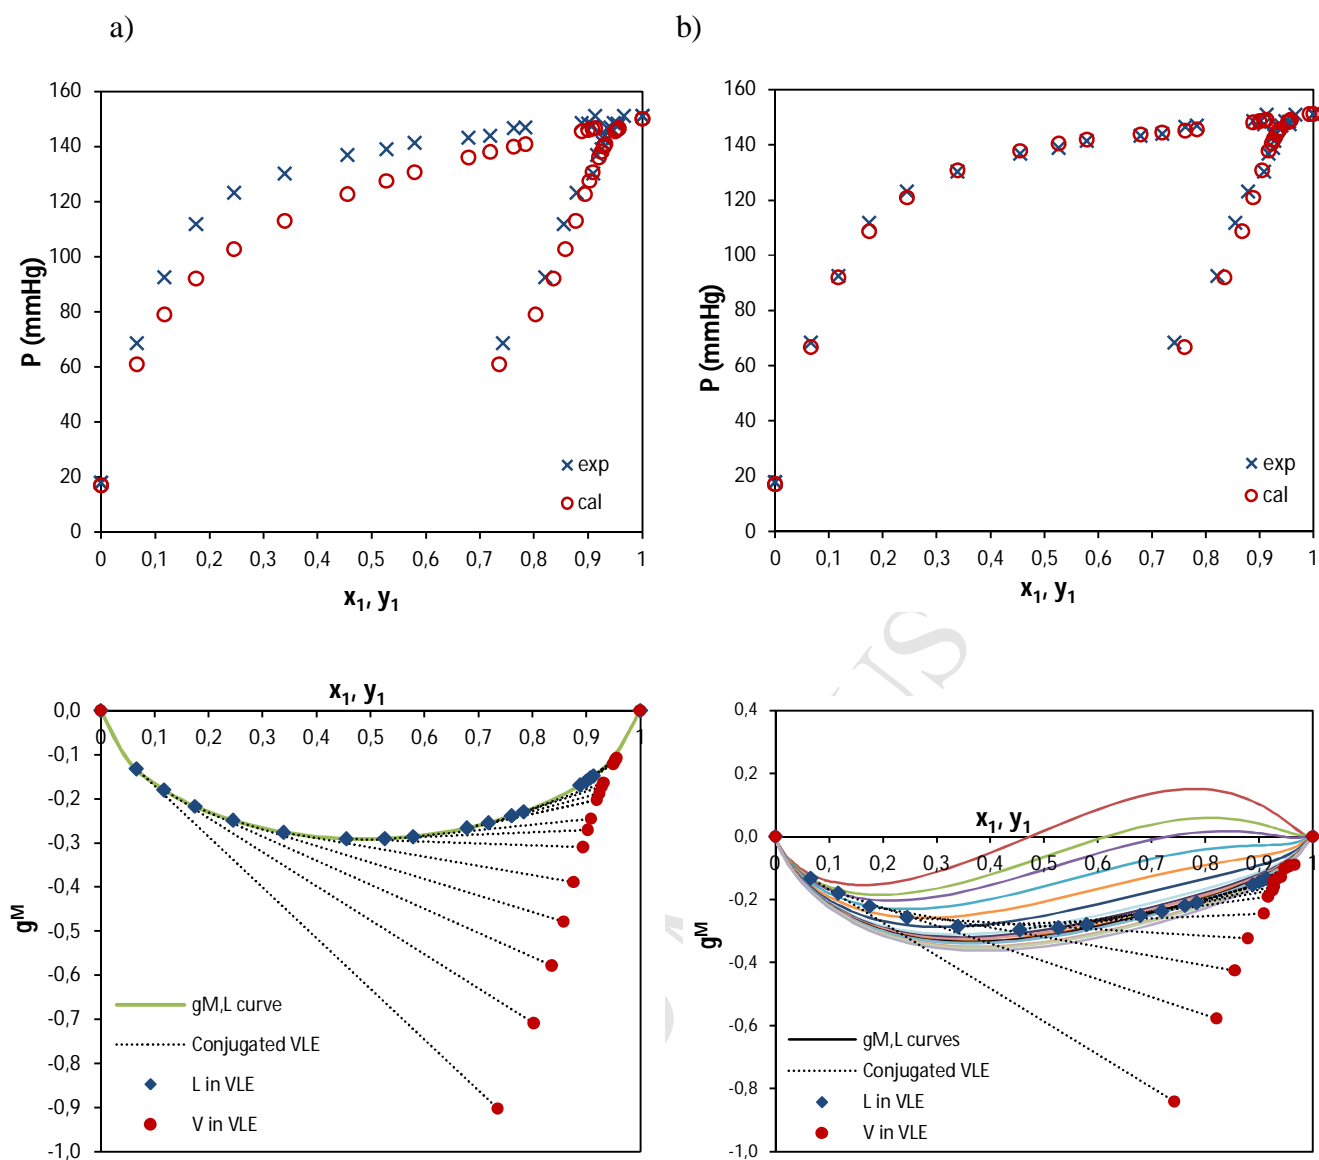 a)
160
140
120
100
80
60
40
20
0
P (mmHg)
exp
cal
0 0,1 0,2 0,3 0,4 0,5 0,6 0,7 0,8 0,9 1
x1, y1
b)
160
140
120
100
80
60
40
20
0
P (mmHg)
exp
cal
0 0,1 0,2 0,3 0,4 0,5 0,6 0,7 0,8 0,9 1
x1, y1
x1, y1
0,0
-0,1
-0,2
-0,3
-0,4
-0,5
-0,6
-0,7
-0,8
-0,9
-1,0
0 0,1 0,2 0,3 0,4 0,5 0,6 0,7 0,8 0,9 1
gM
gM,L curve
Conjugated VLE
L in VLE
V in VLE
0,4
0,2
0,0
-0,2
-0,4
-0,6
-0,8
-1,0
x1, y1
0 0,1 0,2 0,3 0,4 0,5 0,6 0,7 0,8 0,9 1
gM
gM,L curves
Conjugated VLE
L in VLE
V in VLE